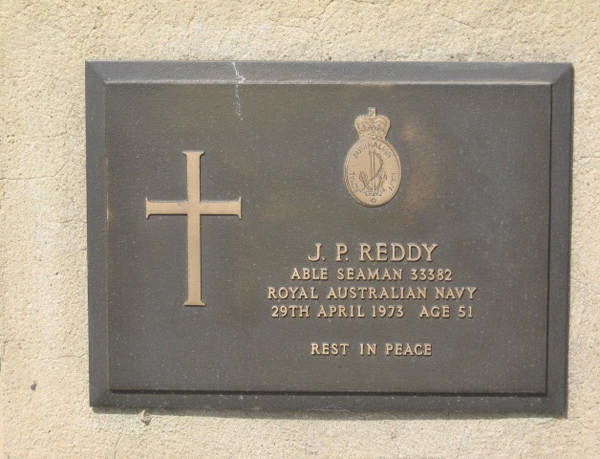 J. P. REDDY
ABLE SEAMAN 33382
ROYAL AUSTRALIAN NAVY
29TH APRIL 1973 AGE 51
REST IN PEACE